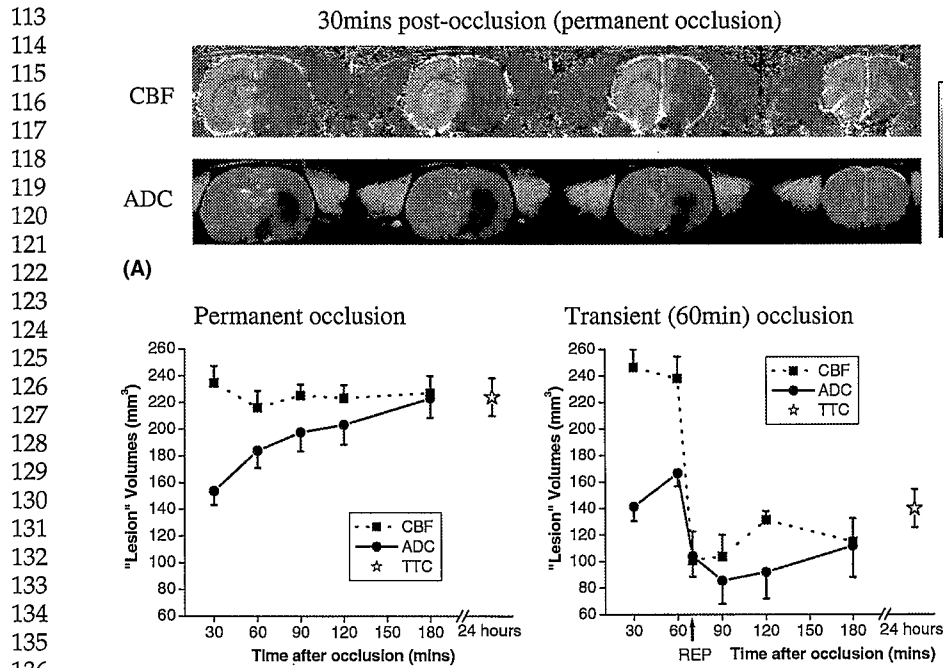 113
114
115
116
117
118
119
120
121
122
123
124
125
126
127
128
129
130
131
132
133
134
135
30mins post-occlusion (permanent occlusion)
CBF
ADC
(A)
Permanent occlusion
260
240
220
200
180
160
140
120
100
80
60
"Lesion" Volumes (mm³)
CBF
ADC
TTC
30 60 90 120 150 180 24 hours
Time after occlusion (mins)
Transient (60min) occlusion
260
240
220
200
180
160
140
120
100
80
60
"Lesion" Volumes (mm³)
CBF
ADC
TTC
30 60 90 120 150 180 24 hours
REP Time after occlusion (mins)